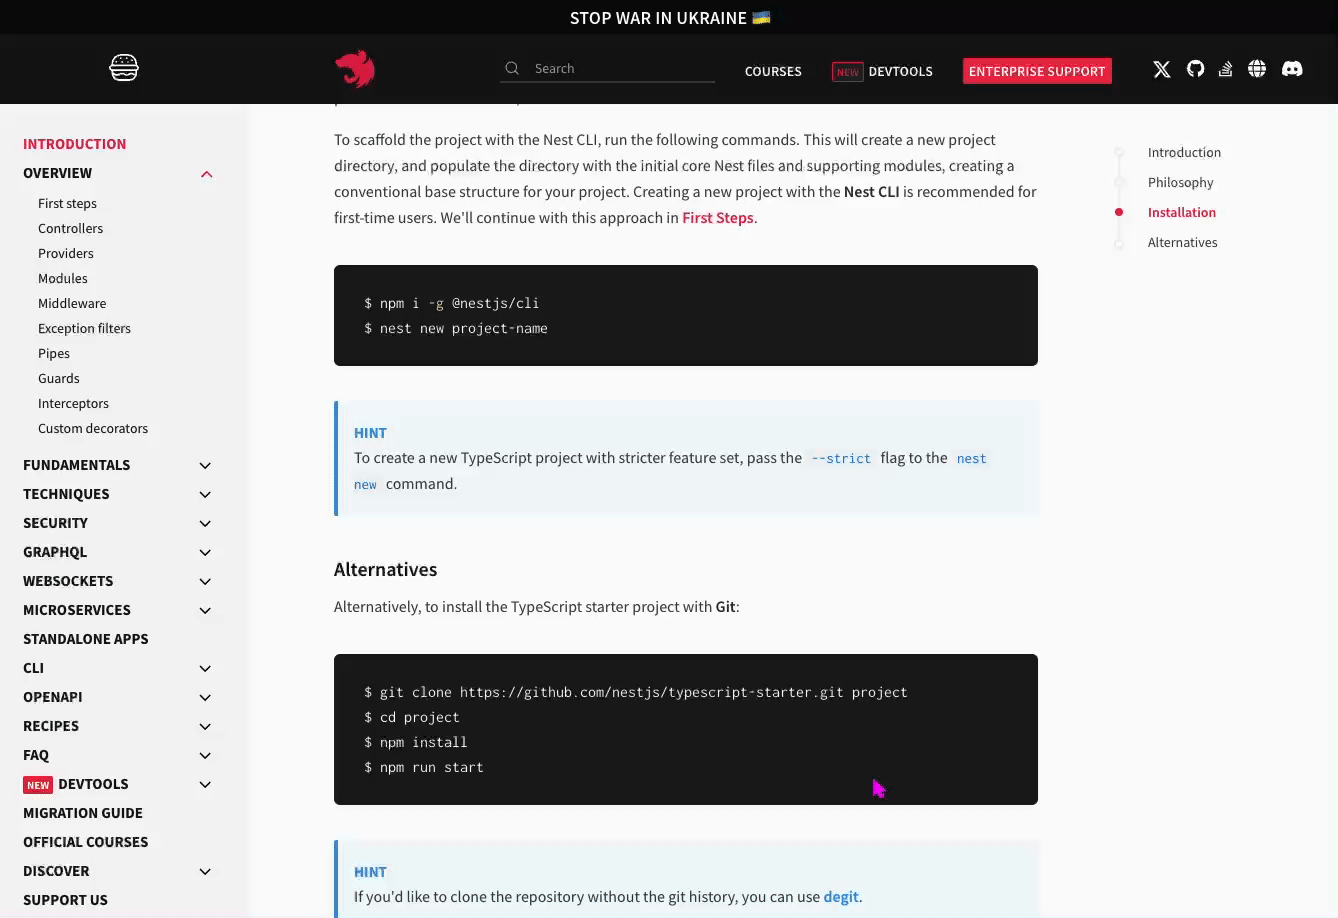 STOP WAR IN UKRAINE 🇺🇦
Search
COURSES
NEW DEVTOOLS
ENTERPRISE SUPPORT
INTRODUCTION
OVERVIEW
First steps
Controllers
Providers
Modules
Middleware
Exception filters
Pipes
Guards
Interceptors
Custom decorators
FUNDAMENTALS
TECHNIQUES
SECURITY
GRAPHQL
WEBSOCKETS
MICROSERVICES
STANDALONE APPS
CLI
OPENAPI
RECIPES
FAQ
NEW DEVTOOLS
MIGRATION GUIDE
OFFICIAL COURSES
DISCOVER
SUPPORT US
To scaffold the project with the Nest CLI, run the following commands. This will create a new project
directory, and populate the directory with the initial core Nest files and supporting modules, creating a
conventional base structure for your project. Creating a new project with the Nest CLI is recommended for
first-time users. We'll continue with this approach in First Steps.
$ npm i -g @nestjs/cli
$ nest new project-name
HINT
To create a new TypeScript project with stricter feature set, pass the --strict flag to the nest
new command.
Alternatives
Alternatively, to install the TypeScript starter project with Git:
$ git clone https://github.com/nestjs/typescript-starter.git project
$ cd project
$ npm install
$ npm run start
HINT
If you'd like to clone the repository without the git history, you can use degit.
Introduction
Philosophy
Installation
Alternatives